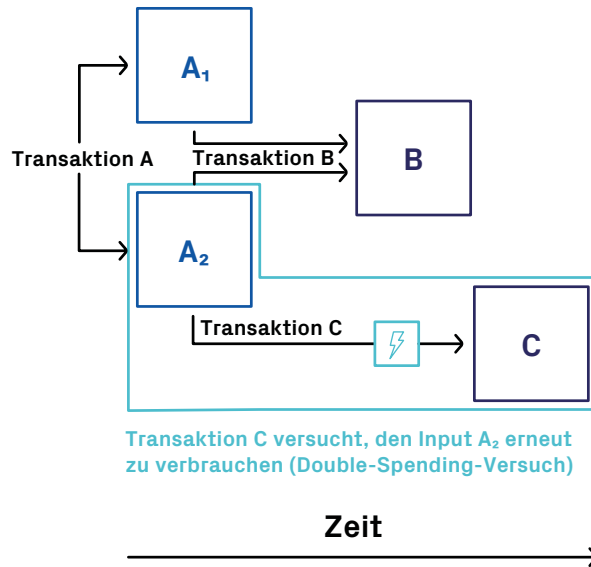 A₁
Transaktion A
Transaktion B
B
A₂
Transaktion C
C
Transaktion C versucht, den Input A₂ erneut
zu verbrauchen (Double-Spending-Versuch)
Zeit